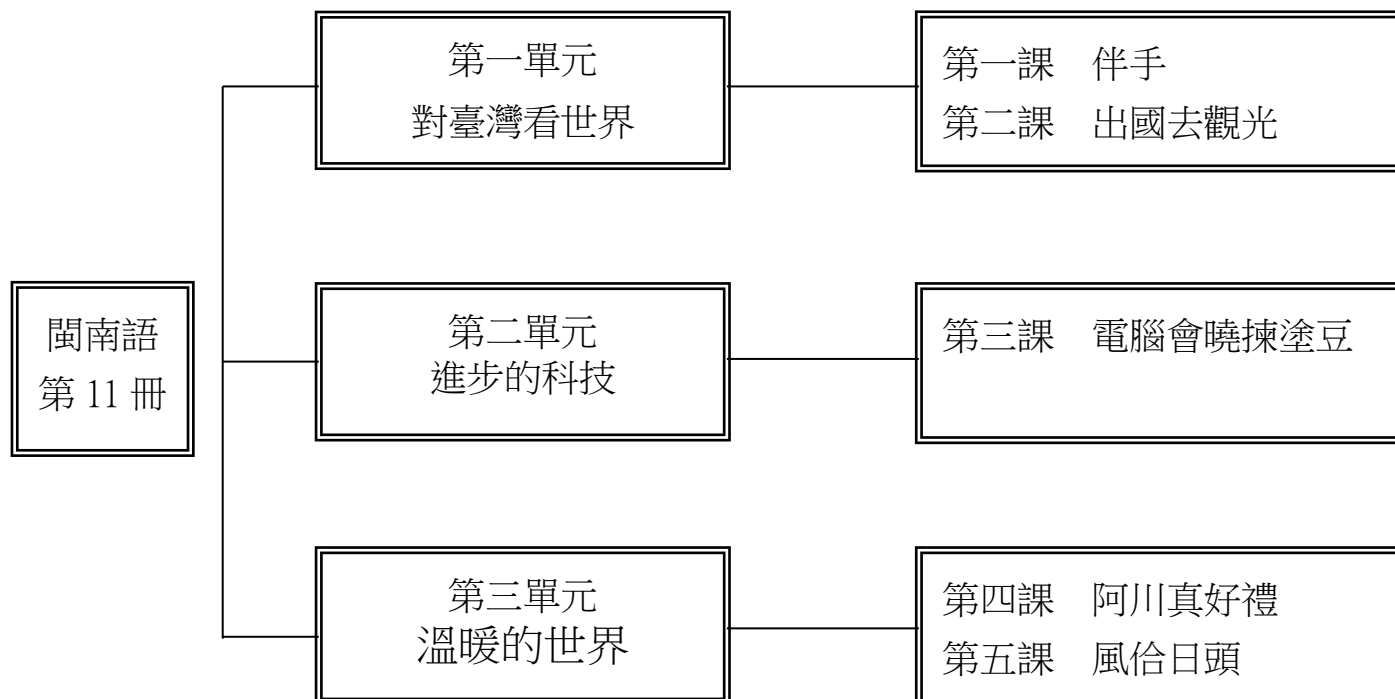 閩南語
第 11 冊
第一單元
對臺灣看世界
第一課　伴手
第二課　出國去觀光
第二單元
進步的科技
第三課　電腦會曉揀塗豆
第三單元
溫暖的世界
第四課　阿川真好禮
第五課　風佮日頭